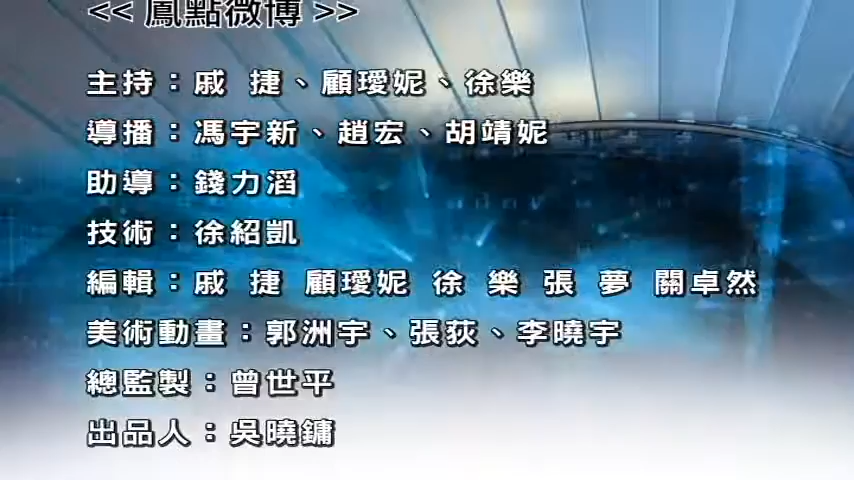 << 鳳點微博 >>
主持：戚 捷、顧璦妮、徐樂
導播：馮宇新、趙宏、胡靖妮
助導：錢力滔
技術：徐紹凱
編輯：戚 捷 顧璦妮 徐 樂 張 夢 關卓然
美術動畫：郭洲宇、張荻、李曉宇
總監製：曾世平
出品人：吳曉鏞